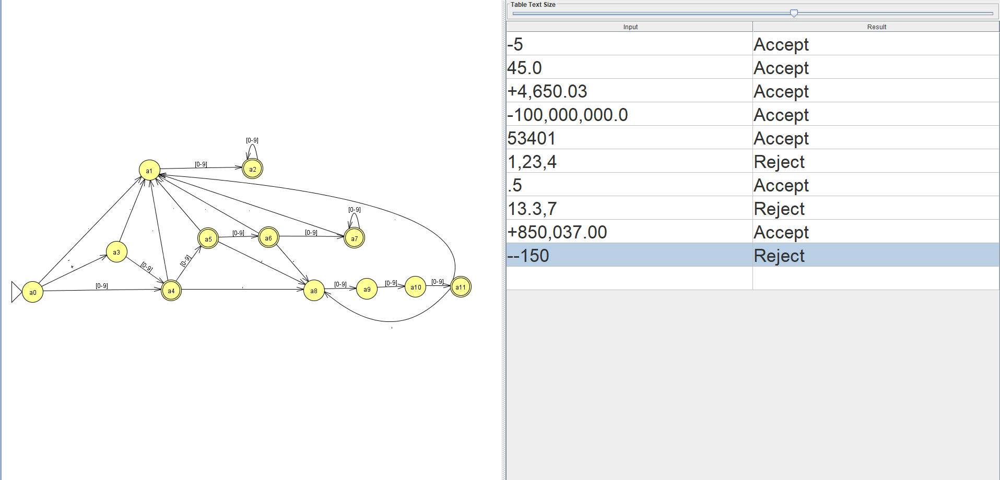 Table Text Size
Input Result
-5 Accept
45.0 Accept
+4,650.03 Accept
-100,000,000.0 Accept
53401 Accept
1,23,4 Reject
.5 Accept
13.3,7 Reject
+850,037.00 Accept
--150 Reject
[0-9]
a1
[0-9]
a2
.
.
.
.
.
.
.
[0-9]
a5
[0-9]
a6
[0-9]
a7
a3
-
+
[0-9]
[0-9]
,
,
a0
[0-9]
a4
,
a8
[0-9]
a9
[0-9]
a10
[0-9]
a11
,